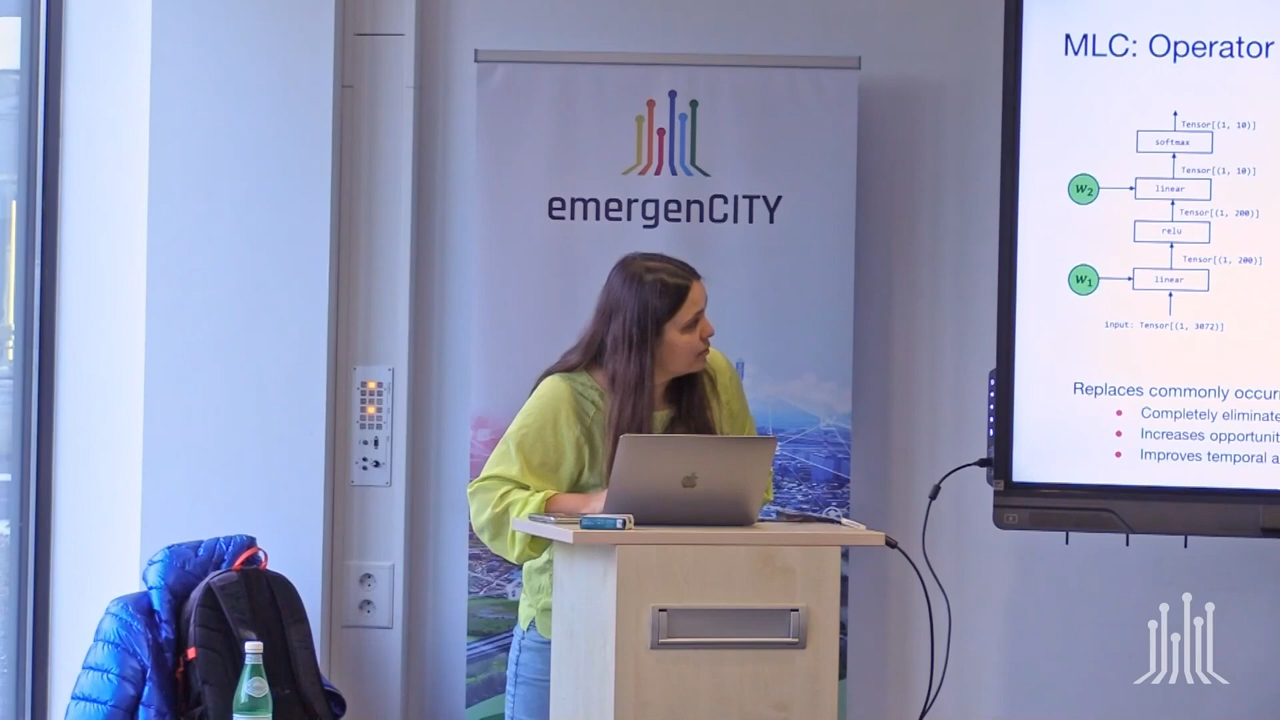 emergenCITY
MLC: Operator
Tensor[(1, 10)]
softmax
Tensor[(1, 10)]
W2
linear
Tensor[(1, 200)]
relu
Tensor[(1, 200)]
W1
linear
input: Tensor[(1, 3072)]
Replaces commonly occur
Completely eliminate
Increases opportunit
Improves temporal a